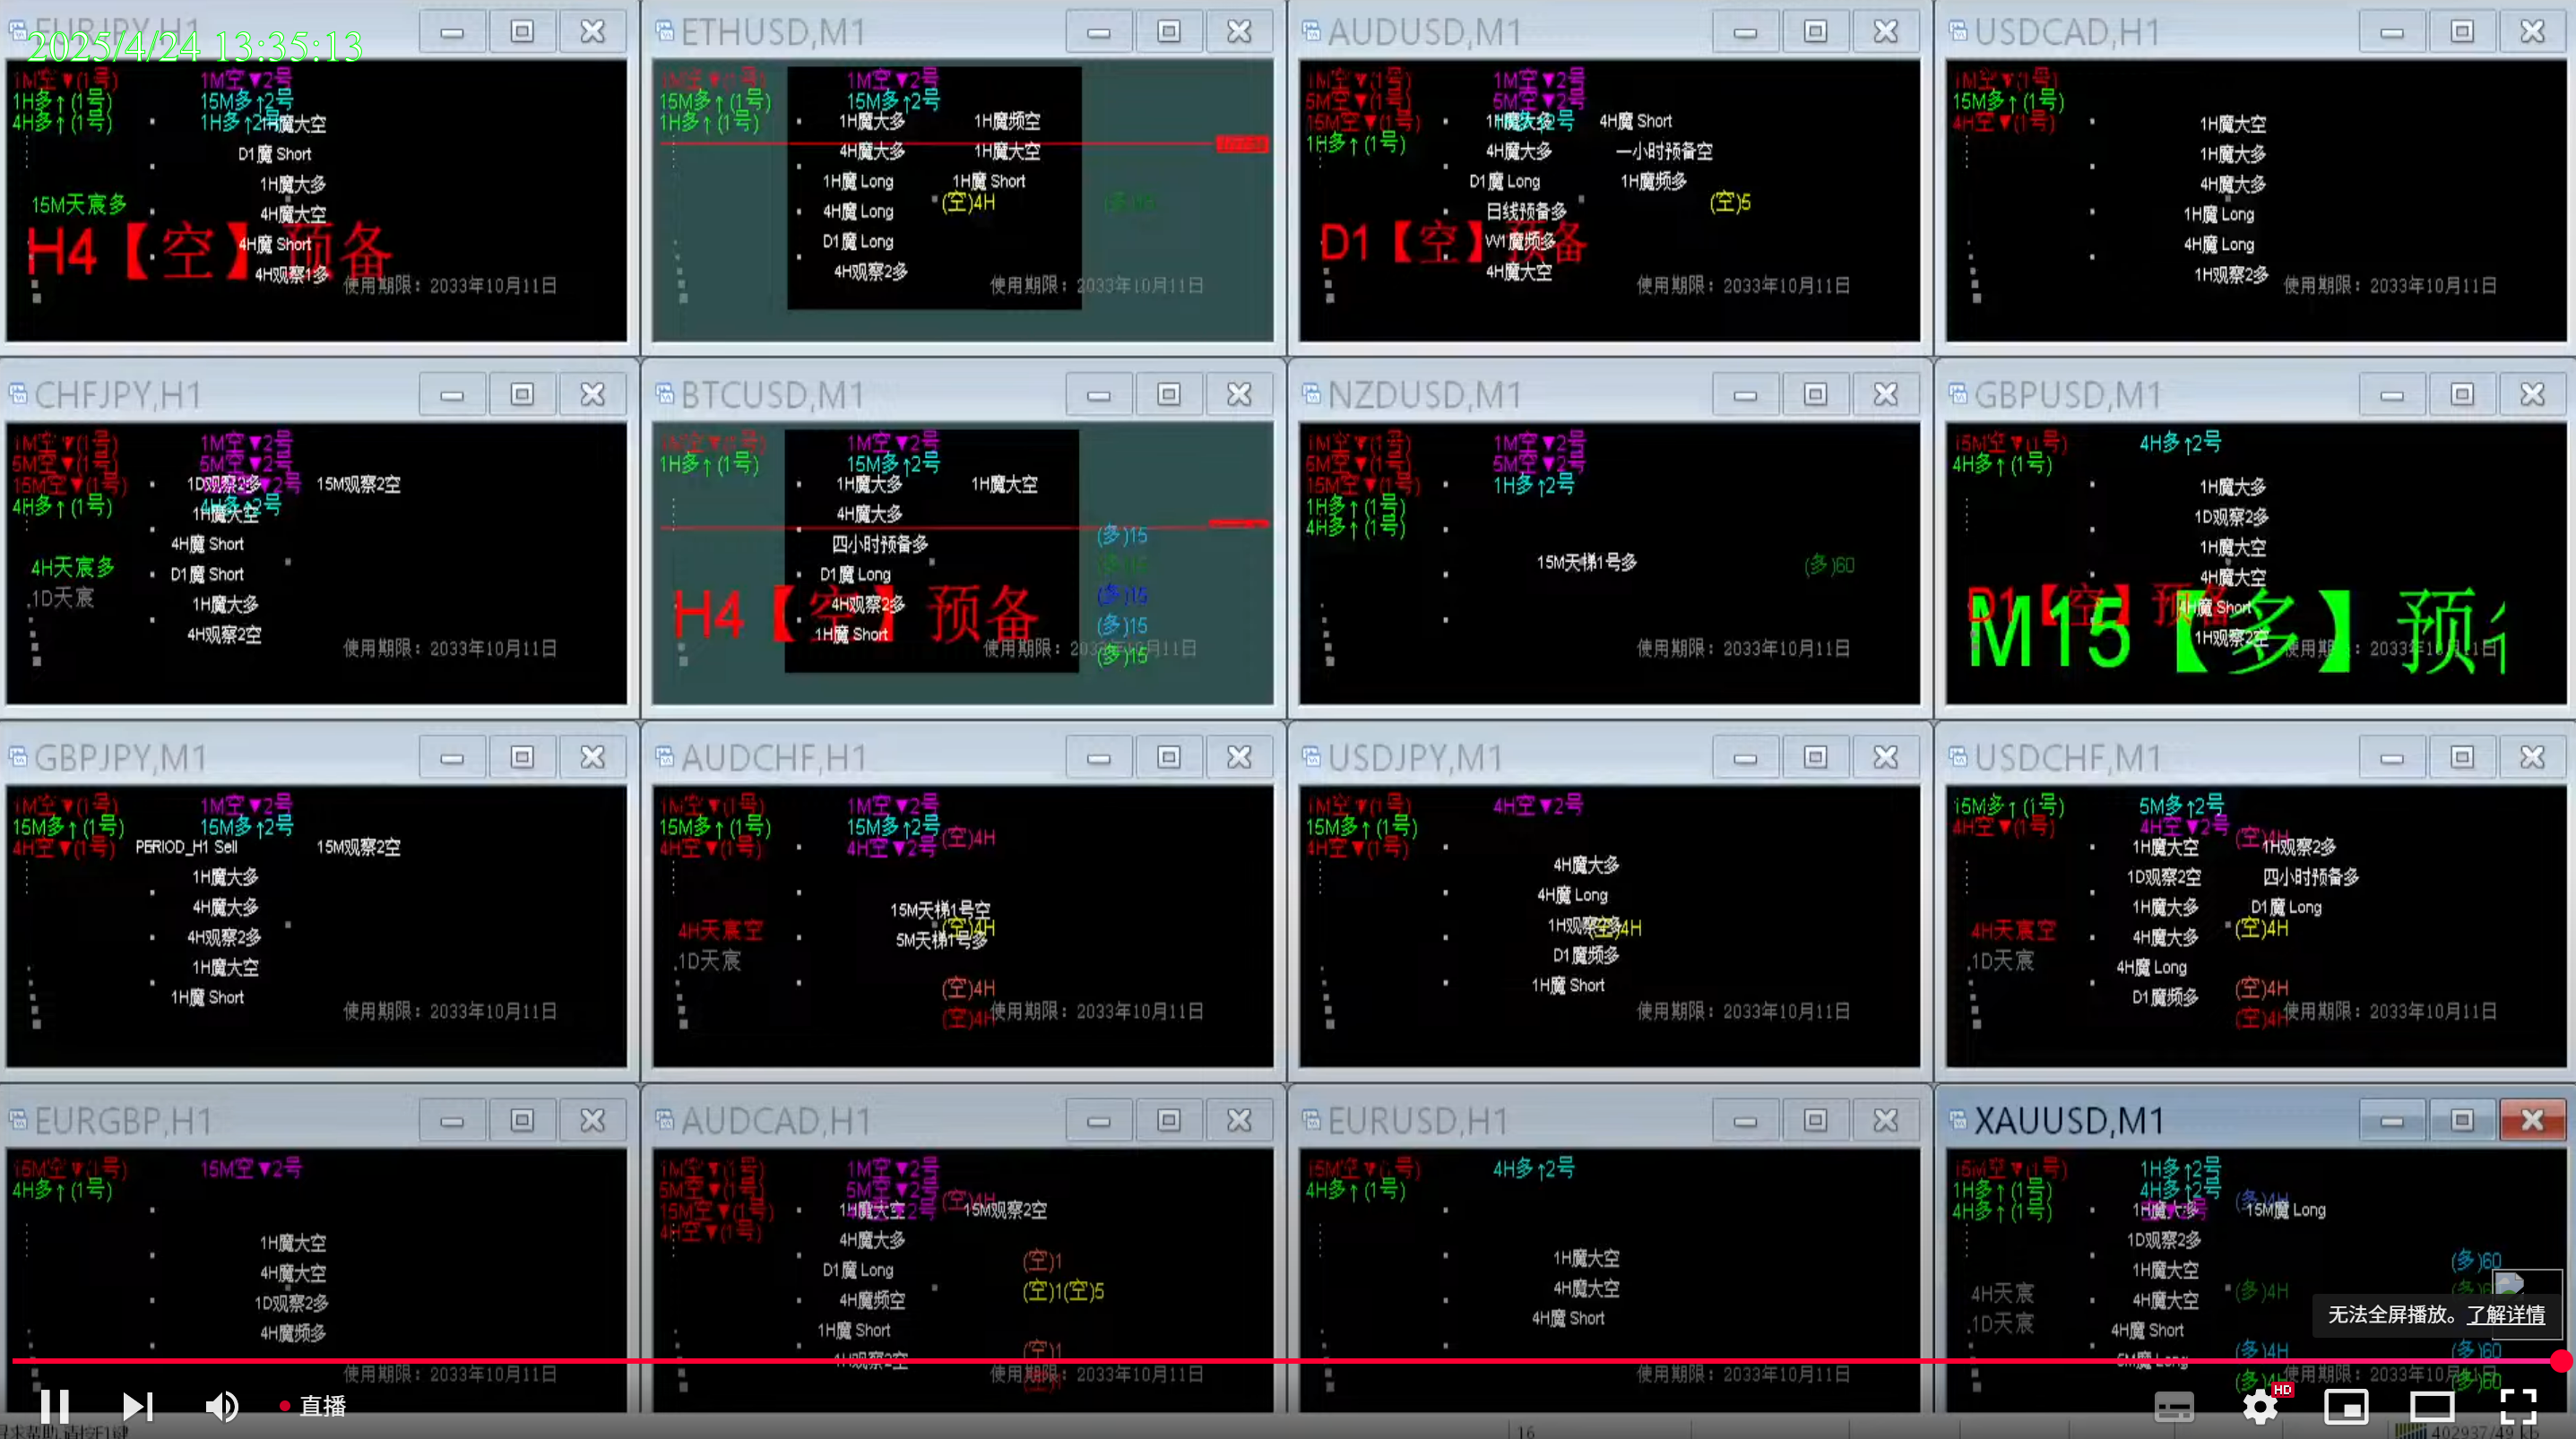 EURJPY,H1
2025/4/24 13:35:13
1M空▼(1号) 1M空▼2号
1H多↑(1号) 15M多↑2号
4H多↑(1号) 1H多↑2号
1H魔大空
D1魔 Short
1H魔大多
15M天宸多
4H魔大空
H4【空】预备
4H魔 Short
4H观察1多
使用期限：2033年10月11日
ETHUSD,M1
1M空▼(1号) 1M空▼2号
15M多↑(1号) 15M多↑2号
1H多↑(1号)
1H魔大多 1H魔频空
4H魔大多 1H魔大空
1H魔 Long 1H魔 Short
(空)4H
4H魔 Long
D1魔 Long
4H观察2多
使用期限：2033年10月11日
AUDUSD,M1
1M空▼(1号) 1M空▼2号
5M空▼(1号) 5M空▼2号
15M空▼(1号)
1H多↑(1号)
1H魔大多 4H魔 Short
4H魔大多 一小时预备空
D1魔 Long 1H魔频多
(空)5
日线预备多
D1【空】预备
W1魔频多
4H魔大空
使用期限：2033年10月11日
USDCAD,H1
1M空▼(1号)
15M多↑(1号)
4H空▼(1号)
1H魔大空
1H魔大多
4H魔大多
1H魔 Long
4H魔 Long
1H观察2多
使用期限：2033年10月11日
CHFJPY,H1
1M空▼(1号) 1M空▼2号
5M空▼(1号) 5M空▼2号
15M空▼(1号)
4H多↑(1号) 4H多↑2号
1D观察2多 15M观察2空
1H魔大空
4H魔 Short
4H天宸多
D1魔 Short
.1D天宸
1H魔大多
4H观察2空
使用期限：2033年10月11日
BTCUSD,M1
1M空▼(1号) 1M空▼2号
1H多↑(1号) 15M多↑2号
1H魔大多 1H魔大空
4H魔大多
(多)15
四小时预备多
(多)15
D1魔 Long
(多)15
H4【空】预备
4H观察2多
(多)15
1H魔 Short
(多)15
使用期限：2033年10月11日
NZDUSD,M1
1M空▼(1号) 1M空▼2号
5M空▼(1号) 5M空▼2号
15M空▼(1号) 1H多↑2号
1H多↑(1号)
4H多↑(1号)
15M天梯1号多 (多)60
使用期限：2033年10月11日
GBPUSD,M1
15M空▼(1号) 4H多↑2号
4H多↑(1号)
1H魔大多
1D观察2多
1H魔大空
4H魔大空
D1【空】预备
4H魔 Short
M15【多】预
1H观察2空
使用期限：2033年10月11日
GBPJPY,M1
1M空▼(1号) 1M空▼2号
15M多↑(1号) 15M多↑2号
4H空▼(1号) PERIOD_H1 Sell 15M观察2空
1H魔大多
4H魔大多
4H观察2多
1H魔大空
1H魔 Short
使用期限：2033年10月11日
AUDCHF,H1
1M空▼(1号) 1M空▼2号
15M多↑(1号) 15M多↑2号
4H空▼(1号) 4H空▼2号
(空)4H
15M天梯1号空
4H天宸空
(空)4H
5M天梯1号多
.1D天宸
(空)4H
(空)4H
使用期限：2033年10月11日
USDJPY,M1
1M空▼(1号) 4H空▼2号
15M多↑(1号)
4H空▼(1号)
4H魔大多
4H魔 Long
1H观察2多
(空)4H
D1魔频多
1H魔 Short
使用期限：2033年10月11日
USDCHF,M1
15M多↑(1号) 5M多↑2号
4H空▼(1号) 4H空▼2号
(空)4H
1H魔大空 1H观察2多
1D观察2空 四小时预备多
1H魔大多 D1魔 Long
4H天宸空
4H魔大多
(空)4H
.1D天宸
4H魔 Long
(空)4H
D1魔频多
(空)4H
使用期限：2033年10月11日
EURGBP,H1
15M空▼(1号) 15M空▼2号
4H多↑(1号)
1H魔大空
4H魔大空
1D观察2多
4H魔频多
使用期限：2033年10月11日
AUDCAD,H1
1M空▼(1号) 1M空▼2号
5M空▼(1号) 5M空▼2号
15M空▼(1号)
4H空▼(1号)
(空)4H
1H魔大空 15M观察2空
4H魔大多
(空)1
D1魔 Long
(空)1(空)5
4H魔频空
1H魔 Short
(空)1
1H观察2空
使用期限：2033年10月11日
EURUSD,H1
15M空▼(1号) 4H多↑2号
4H多↑(1号)
1H魔大空
4H魔大空
4H魔 Short
使用期限：2033年10月11日
XAUUSD,M1
15M空▼(1号) 1H多↑2号
1H多↑(1号) 4H多↑2号
4H多↑(1号)
(多)4H
1H魔大多 15M魔 Long
1D观察2多
(多)60
1H魔大空
4H天宸
(多)4H
4H魔大空
.1D天宸
4H魔 Short
(多)4H (多)60
5M魔 Long
(多)4H (多)60
使用期限：2033年10月11日
无法全屏播放。了解详情
直播
HD
16
402937/49 kb